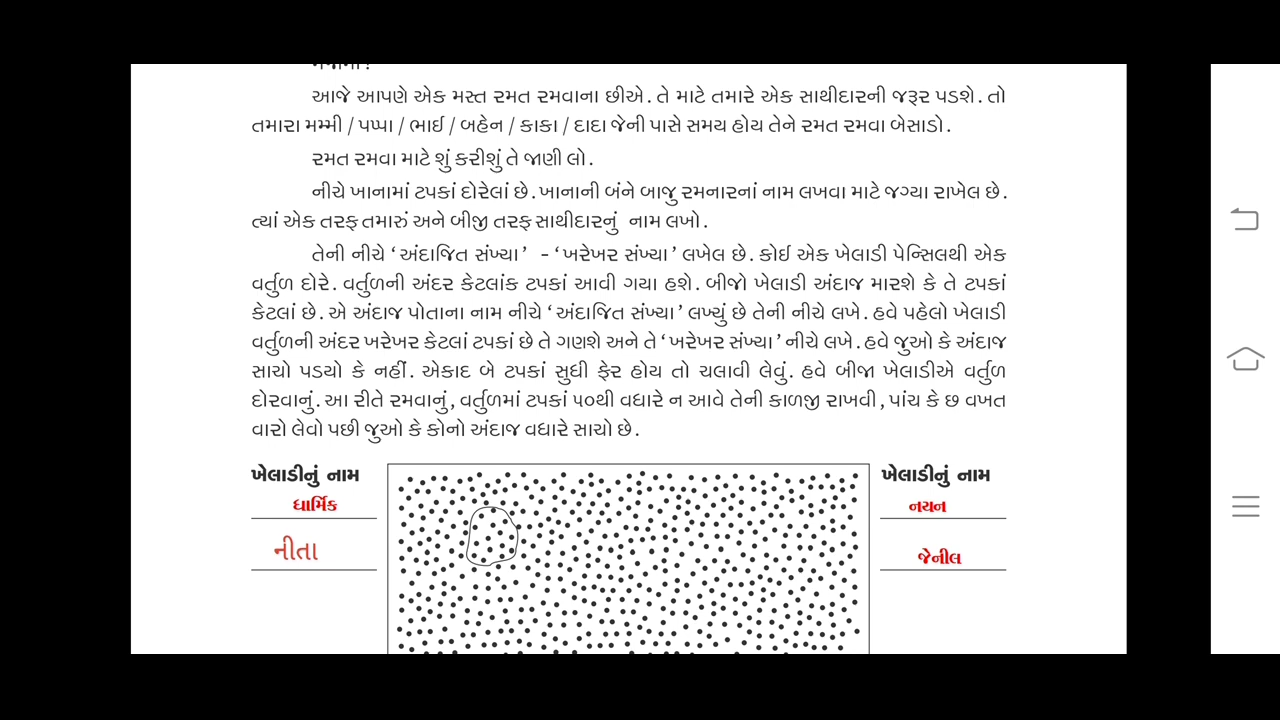 આજે આપણે એક મસ્ત રમત રમવાના છીએ. તે માટે તમારે એક સાથીદારની જરૂર પડશે. તો
તમારા મમ્મી / પપ્પા / ભાઈ / બહેન / કાકા / દાદા જેની પાસે સમય હોય તેને રમત રમવા બેસાડો.
રમત રમવા માટે શું કરીશું તે જાણી લો.
નીચે ખાનામાં ટપકાં દોરેલાં છે. ખાનાની બંને બાજુ રમનારનાં નામ લખવા માટે જગ્યા રાખેલ છે.
ત્યાં એક તરફ તમારું અને બીજી તરફ સાથીદારનું નામ લખો.
તેની નીચે ‘અંદાજિત સંખ્યા’ - ‘ખરેખર સંખ્યા’ લખેલ છે. કોઈ એક ખેલાડી પેન્સિલથી એક
વર્તુળ દોરે. વર્તુળની અંદર કેટલાંક ટપકાં આવી ગયા હશે. બીજો ખેલાડી અંદાજ મારશે કે તે ટપકાં
કેટલાં છે. એ અંદાજ પોતાના નામ નીચે ‘અંદાજિત સંખ્યા’ લખ્યું છે તેની નીચે લખે. હવે પહેલો ખેલાડી
વર્તુળની અંદર ખરેખર કેટલાં ટપકાં છે તે ગણશે અને તે ‘ખરેખર સંખ્યા’ નીચે લખે. હવે જુઓ કે અંદાજ
સાચો પડયો કે નહીં. એકાદ બે ટપકાં સુધી ફેર હોય તો ચલાવી લેવું. હવે બીજા ખેલાડીએ વર્તુળ
દોરવાનું. આ રીતે રમવાનું, વર્તુળમાં ટપકાં ૫૦થી વધારે ન આવે તેની કાળજી રાખવી, પાંચ કે છ વખત
વારો લેવો પછી જુઓ કે કોનો અંદાજ વધારે સાચો છે.
ખેલાડીનું નામ ખેલાડીનું નામ
ધાર્મિક નયન
નીતા જેનીલ